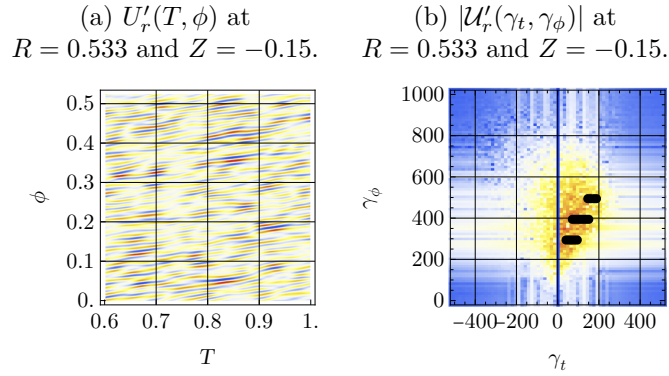 (a) U′_r(T, ϕ) at
R = 0.533 and Z = −0.15.
0.5
0.4
0.3
0.2
0.1
0.
ϕ
0.6 0.7 0.8 0.9 1.
T
(b) |𝒰′_r(γ_t, γ_ϕ)| at
R = 0.533 and Z = −0.15.
1000
800
600
400
200
0
γ_ϕ
-400 -200 0 200 400
γ_t